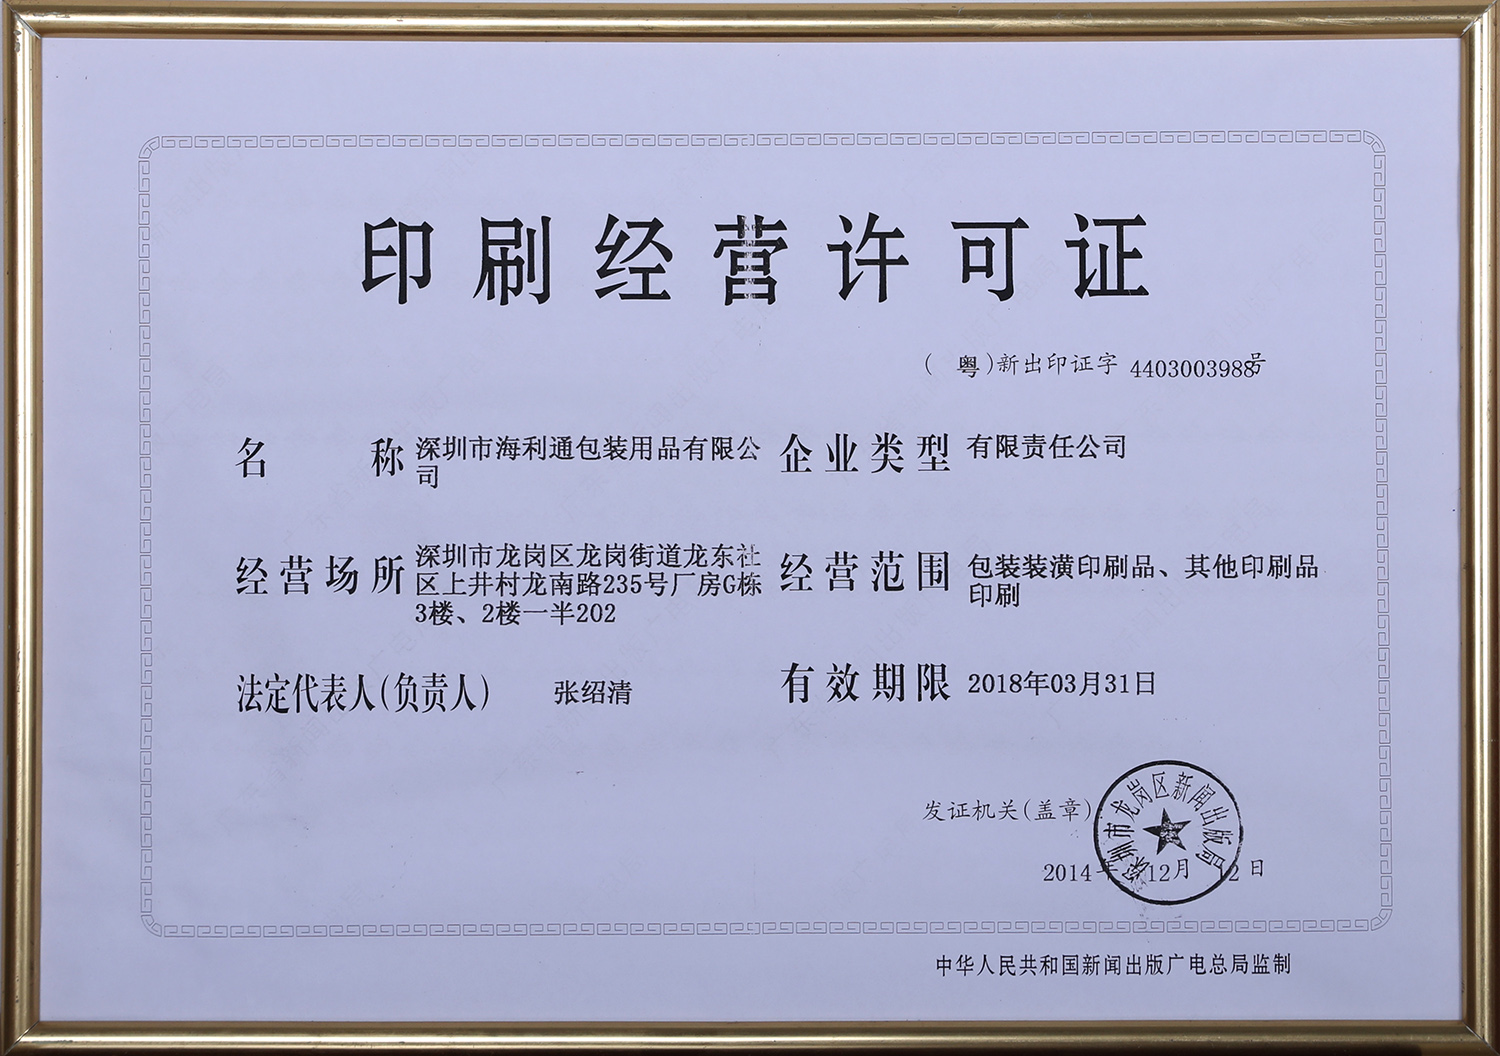 印刷经营许可证
（ 粤）新出印证字 4403003988号
名 称 深圳市海利通包装用品有限公司
企业类型 有限责任公司
经营场所 深圳市龙岗区龙岗街道龙东社
区上井村龙南路235号厂房G栋
3楼、2楼一半202
经营范围 包装装潢印刷品、其他印刷品
印刷
法定代表人(负责人) 张绍清
有效期限 2018年03月31日
发证机关(盖章)
深圳市龙岗区新闻出版局
2014年12月12日
中华人民共和国新闻出版广电总局监制